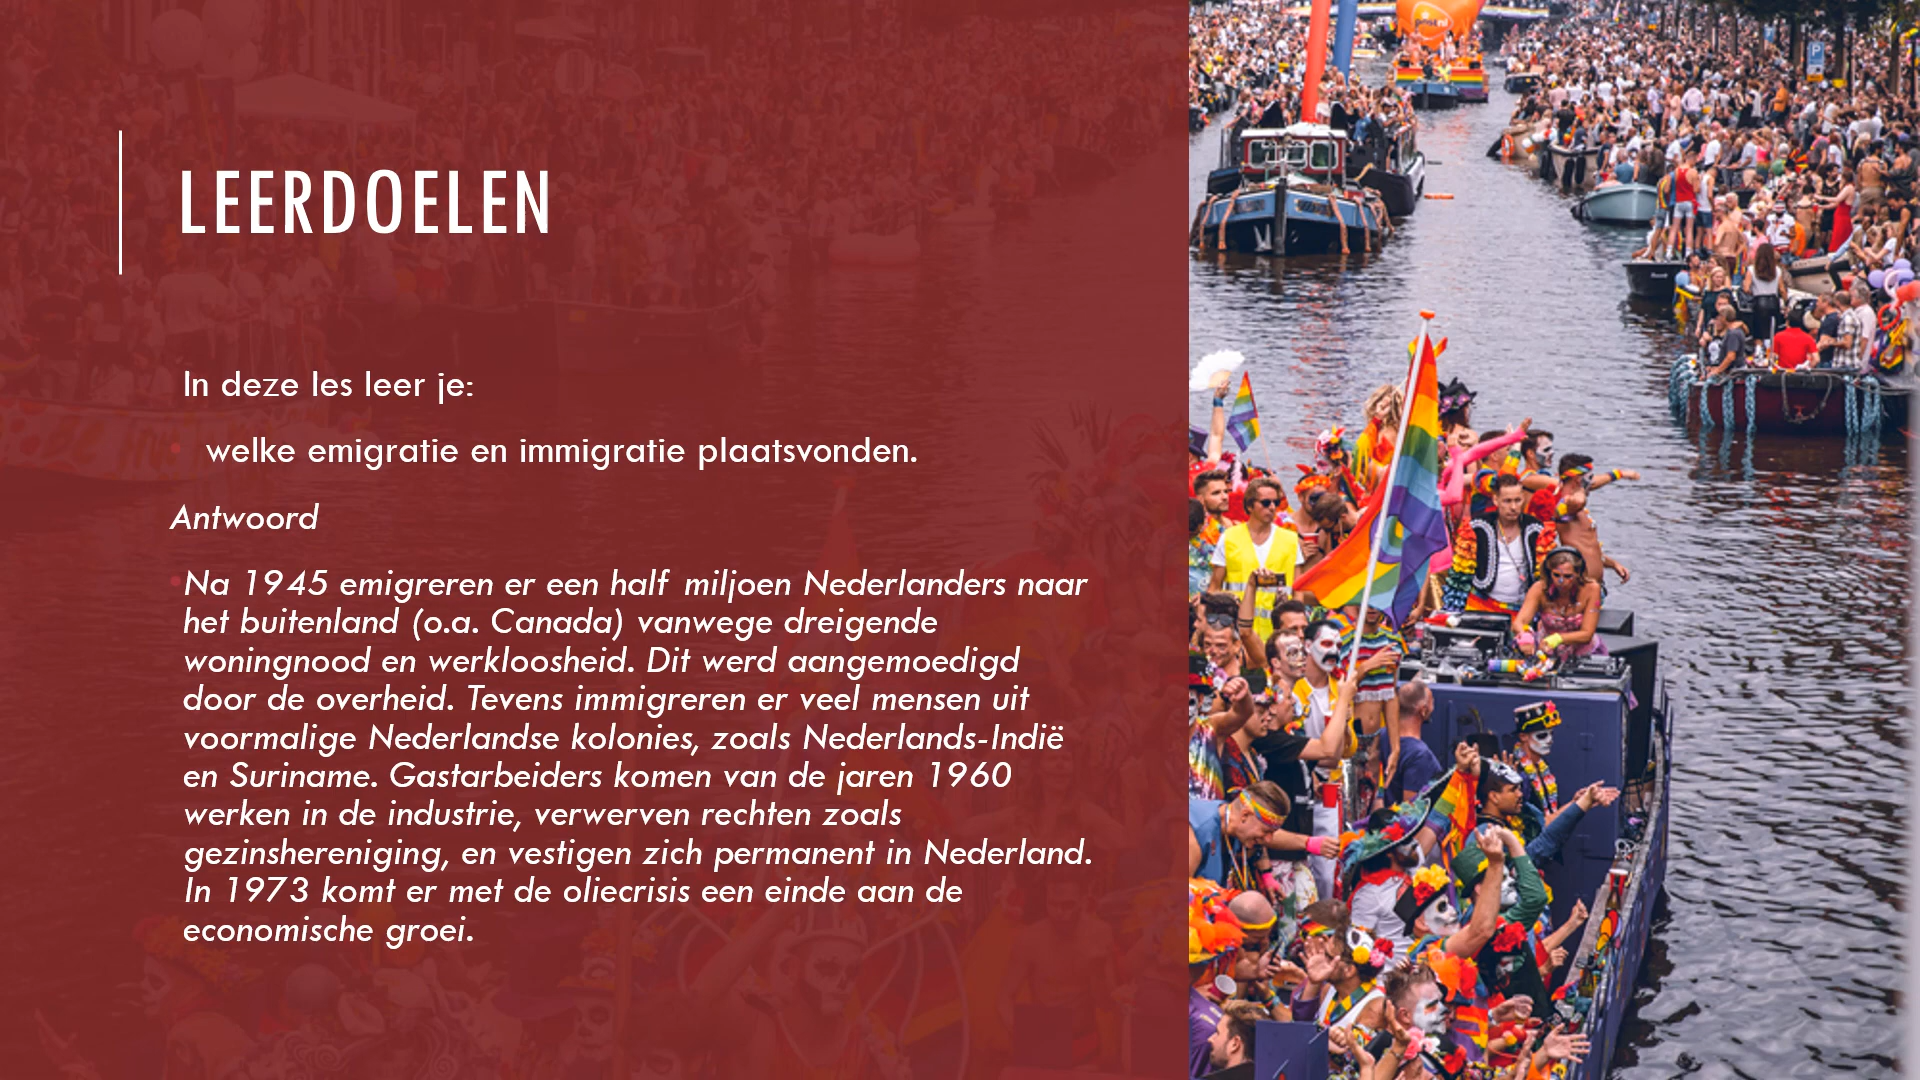 LEERDOELEN
In deze les leer je:
• welke emigratie en immigratie plaatsvonden.
Antwoord
•Na 1945 emigreren er een half miljoen Nederlanders naar
het buitenland (o.a. Canada) vanwege dreigende
woningnood en werkloosheid. Dit werd aangemoedigd
door de overheid. Tevens immigreren er veel mensen uit
voormalige Nederlandse kolonies, zoals Nederlands-Indië
en Suriname. Gastarbeiders komen van de jaren 1960
werken in de industrie, verwerven rechten zoals
gezinshereniging, en vestigen zich permanent in Nederland.
In 1973 komt er met de oliecrisis een einde aan de
economische groei.
postnl
P